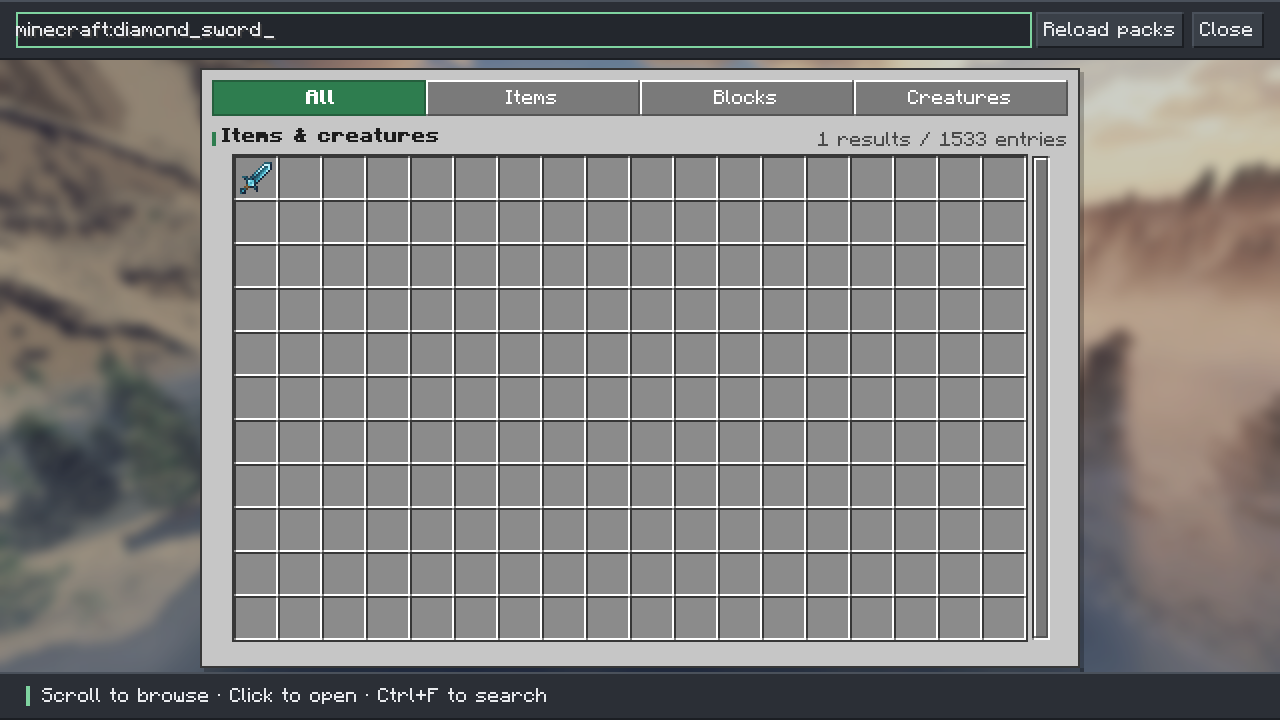 minecraft:diamond_sword_
Reload packs
Close
All
Items
Blocks
Creatures
Items & creatures
1 results / 1533 entries
Scroll to browse · Click to open · Ctrl+F to search